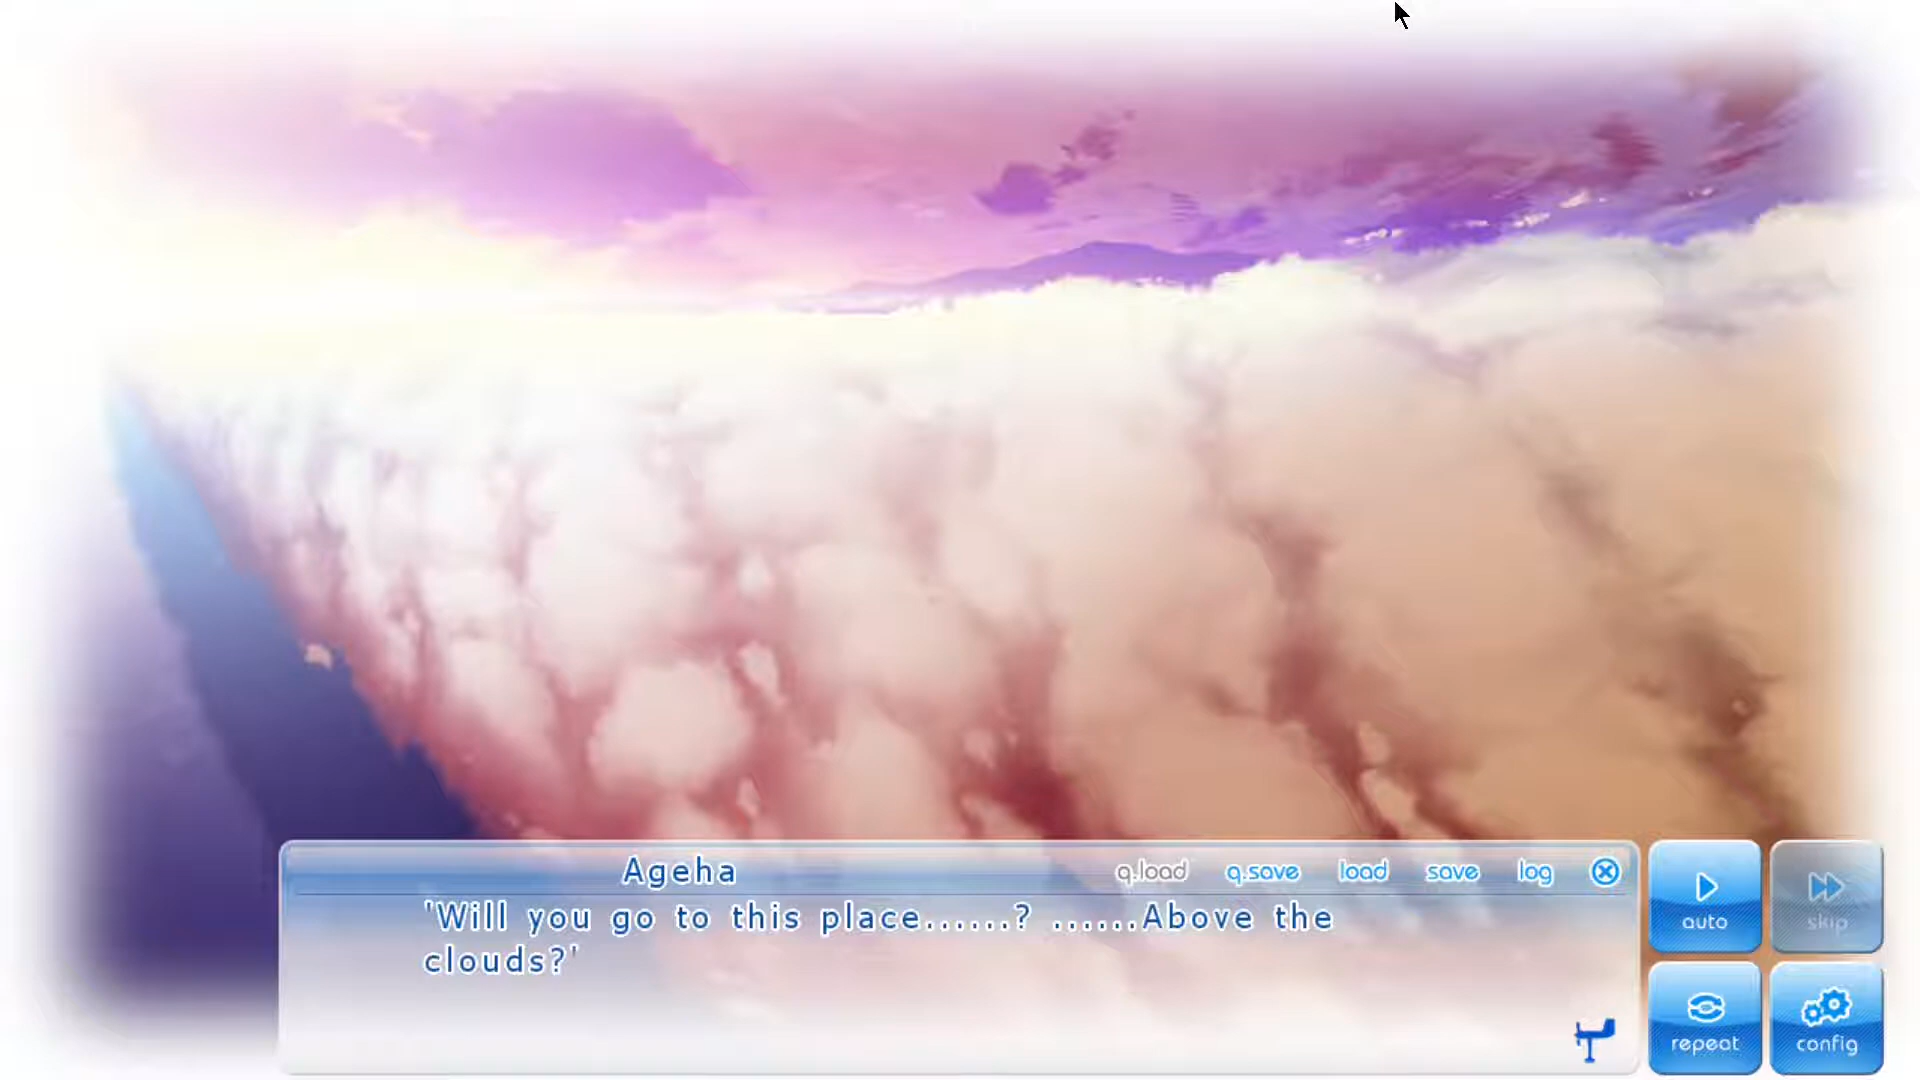 Ageha
q.load q.save load save log
'Will you go to this place......? ......Above the
clouds?'
auto
skip
repeat
config